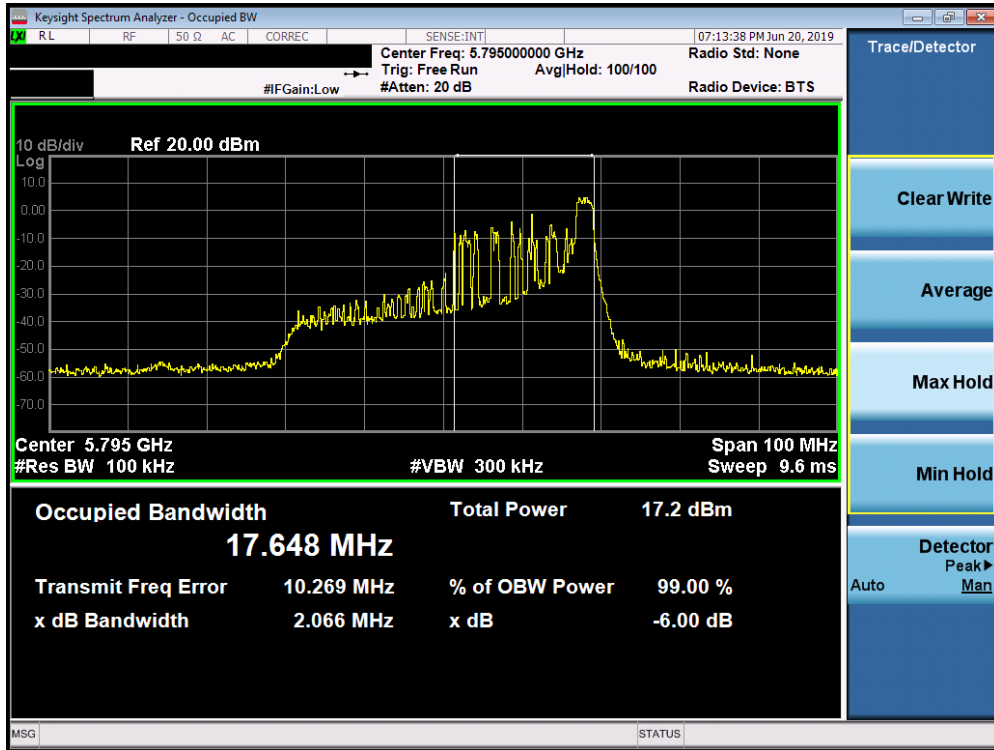 Keysight Spectrum Analyzer - Occupied BW
LXI RL RF 50 Ω AC CORREC SENSE:INT 07:13:38 PM Jun 20, 2019
Center Freq: 5.795000000 GHz Radio Std: None
Trig: Free Run Avg|Hold: 100/100
#IFGain:Low #Atten: 20 dB Radio Device: BTS
Trace/Detector
10 dB/div Ref 20.00 dBm
Log
10.0
0.00
-10.0
-20.0
-30.0
-40.0
-50.0
-60.0
-70.0
Center 5.795 GHz Span 100 MHz
#Res BW 100 kHz #VBW 300 kHz Sweep 9.6 ms
Occupied Bandwidth Total Power 17.2 dBm
17.648 MHz
Transmit Freq Error 10.269 MHz % of OBW Power 99.00 %
x dB Bandwidth 2.066 MHz x dB -6.00 dB
Clear Write
Average
Max Hold
Min Hold
Detector
Peak▶
Auto Man
MSG STATUS